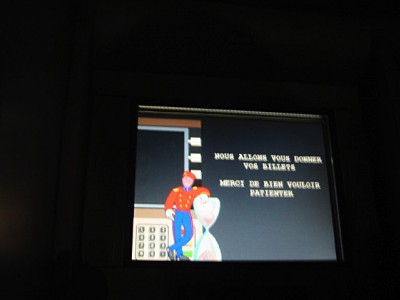 NOUS ALLONS VOUS DONNER
VOS BILLETS
MERCI DE BIEN VOULOIR
PATIENTER